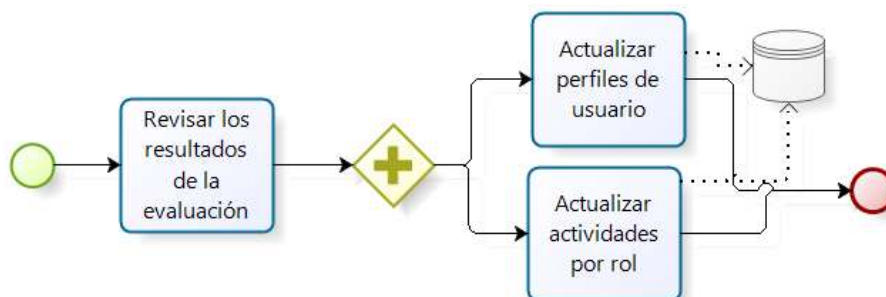 Revisar los
resultados
de la
evaluación
Actualizar
perfiles de
usuario
Actualizar
actividades
por rol